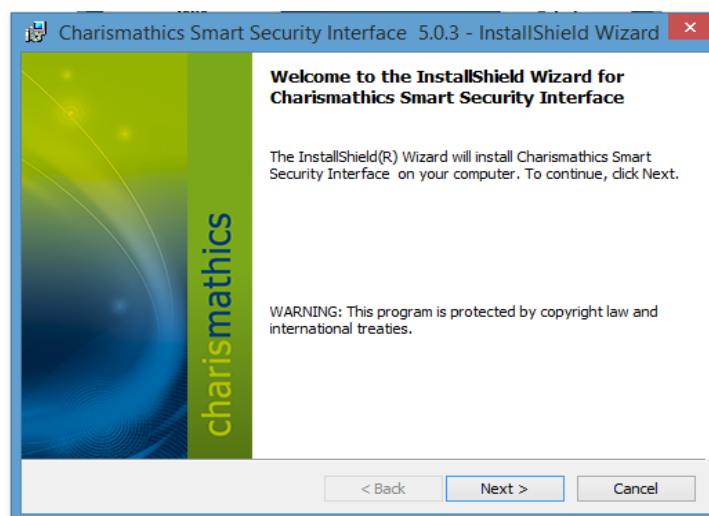 Charismathics Smart Security Interface 5.0.3 - InstallShield Wizard
Welcome to the InstallShield Wizard for
Charismathics Smart Security Interface
The InstallShield(R) Wizard will install Charismathics Smart
Security Interface on your computer. To continue, click Next.
charismathics
WARNING: This program is protected by copyright law and
international treaties.
< Back
Next >
Cancel